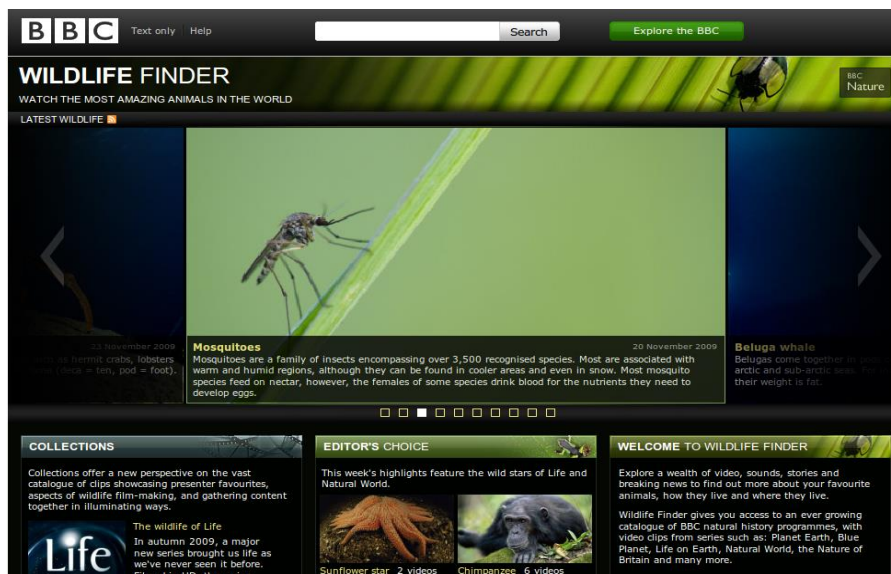 BBC Text only Help Search Explore the BBC
WILDLIFE FINDER
WATCH THE MOST AMAZING ANIMALS IN THE WORLD
BBC
Nature
LATEST WILDLIFE
23 November 2009
as hermit crabs, lobsters
(deca = ten, pod = foot).
Mosquitoes 20 November 2009
Mosquitoes are a family of insects encompassing over 3,500 recognised species. Most are associated with
warm and humid regions, although they can be found in cooler areas and even in snow. Most mosquito
species feed on nectar, however, the females of some species drink blood for the nutrients they need to
develop eggs.
Beluga whale
Belugas come together in
arctic and sub-arctic seas.
their weight is fat.
COLLECTIONS
Collections offer a new perspective on the vast
catalogue of clips showcasing presenter favourites,
aspects of wildlife film-making, and gathering content
together in illuminating ways.
Life
The wildlife of Life
In autumn 2009, a major
new series brought us life as
we've never seen it before.
EDITOR'S CHOICE
This week's highlights feature the wild stars of Life and
Natural World.
Sunflower star 2 videos
Chimpanzee 6 videos
WELCOME TO WILDLIFE FINDER
Explore a wealth of video, sounds, stories and
breaking news to find out more about your favourite
animals, how they live and where they live.
Wildlife Finder gives you access to an ever growing
catalogue of BBC natural history programmes, with
video clips from series such as: Planet Earth, Blue
Planet, Life on Earth, Natural World, the Nature of
Britain and many more.